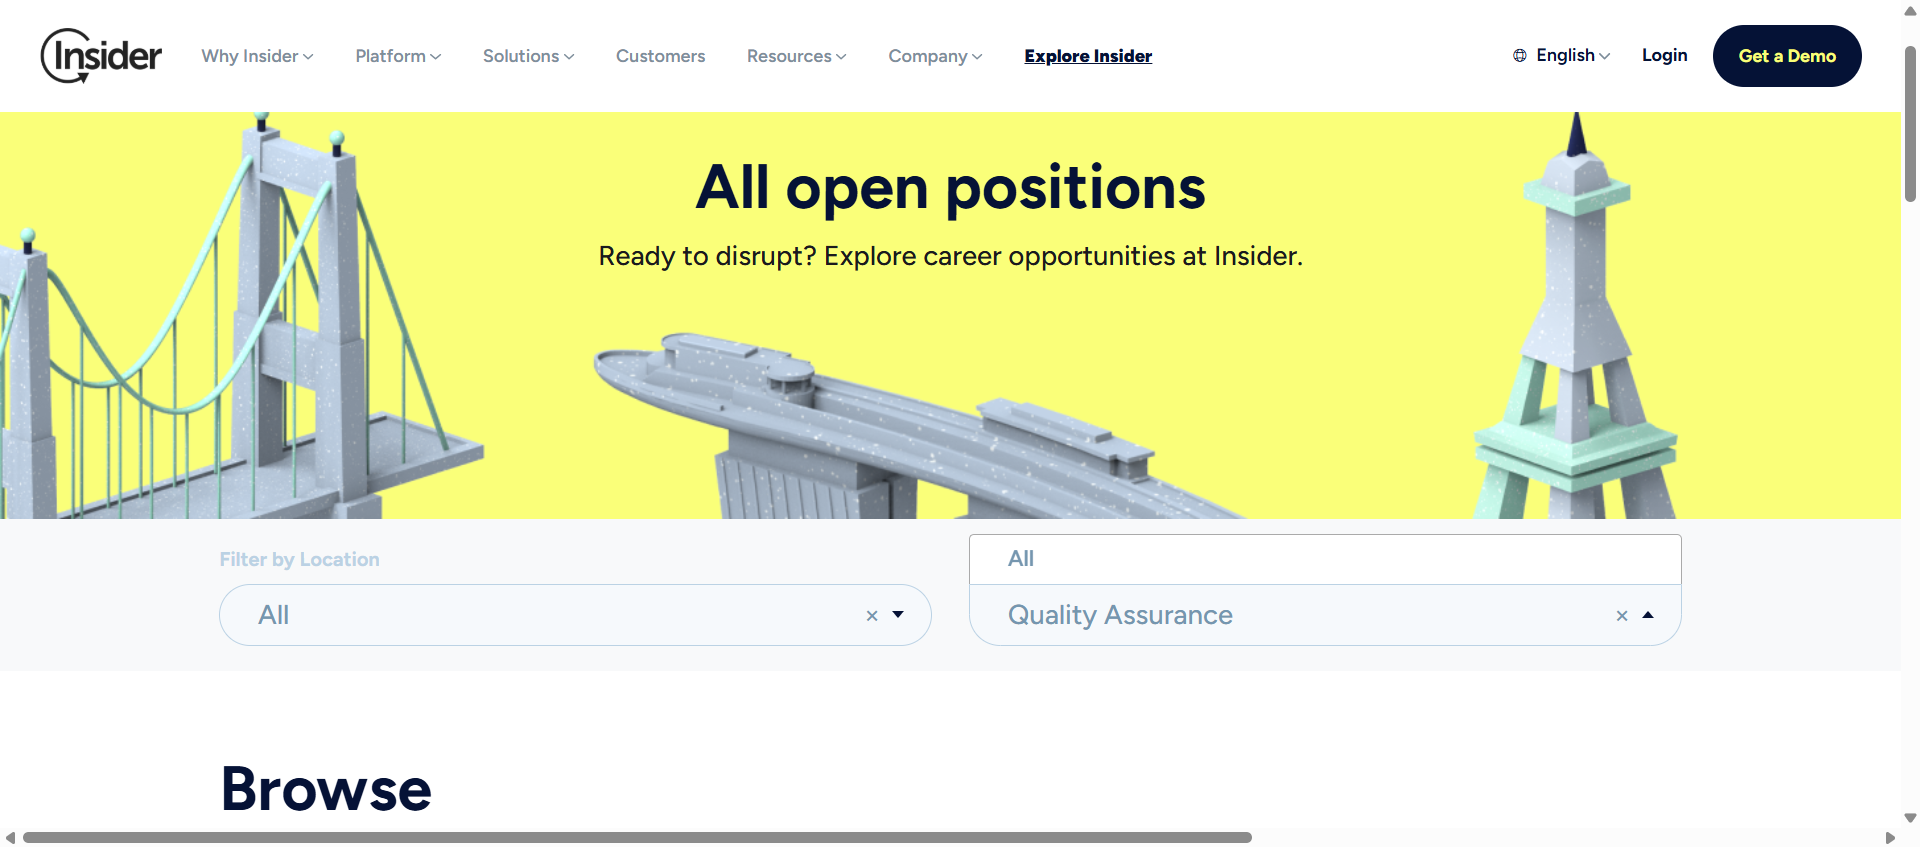 Insider
Why Insider
Platform
Solutions
Customers
Resources
Company
Explore Insider
English
Login
Get a Demo
All open positions
Ready to disrupt? Explore career opportunities at Insider.
Filter by Location
All
All
Quality Assurance
Browse